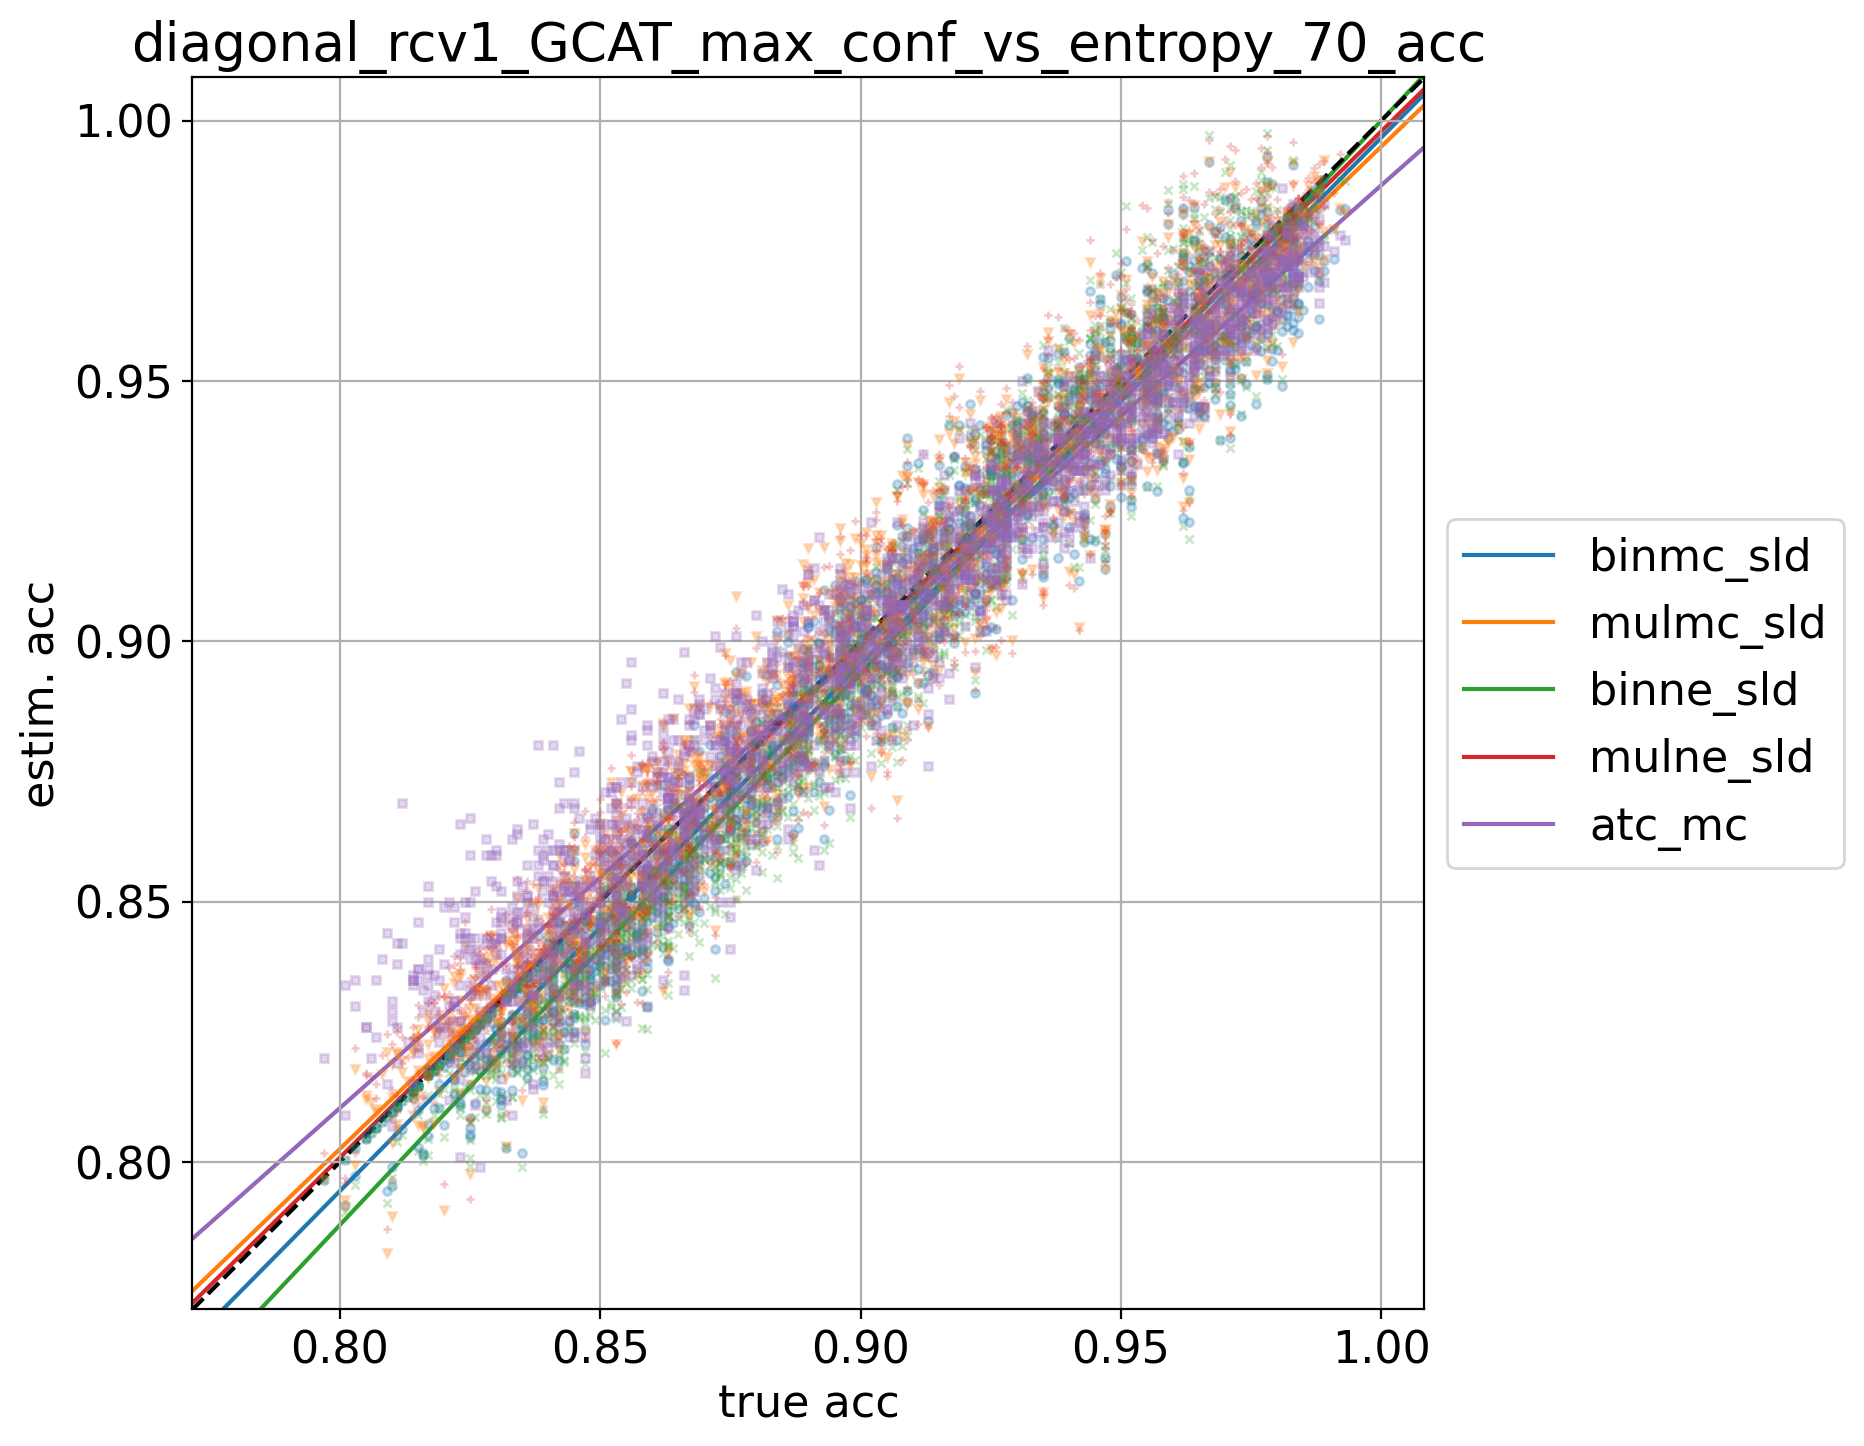 diagonal_rcv1_GCAT_max_conf_vs_entropy_70_acc
1.00
0.95
0.90
0.85
0.80
estim. acc
0.80 0.85 0.90 0.95 1.00
true acc
binmc_sld
mulmc_sld
binne_sld
mulne_sld
atc_mc